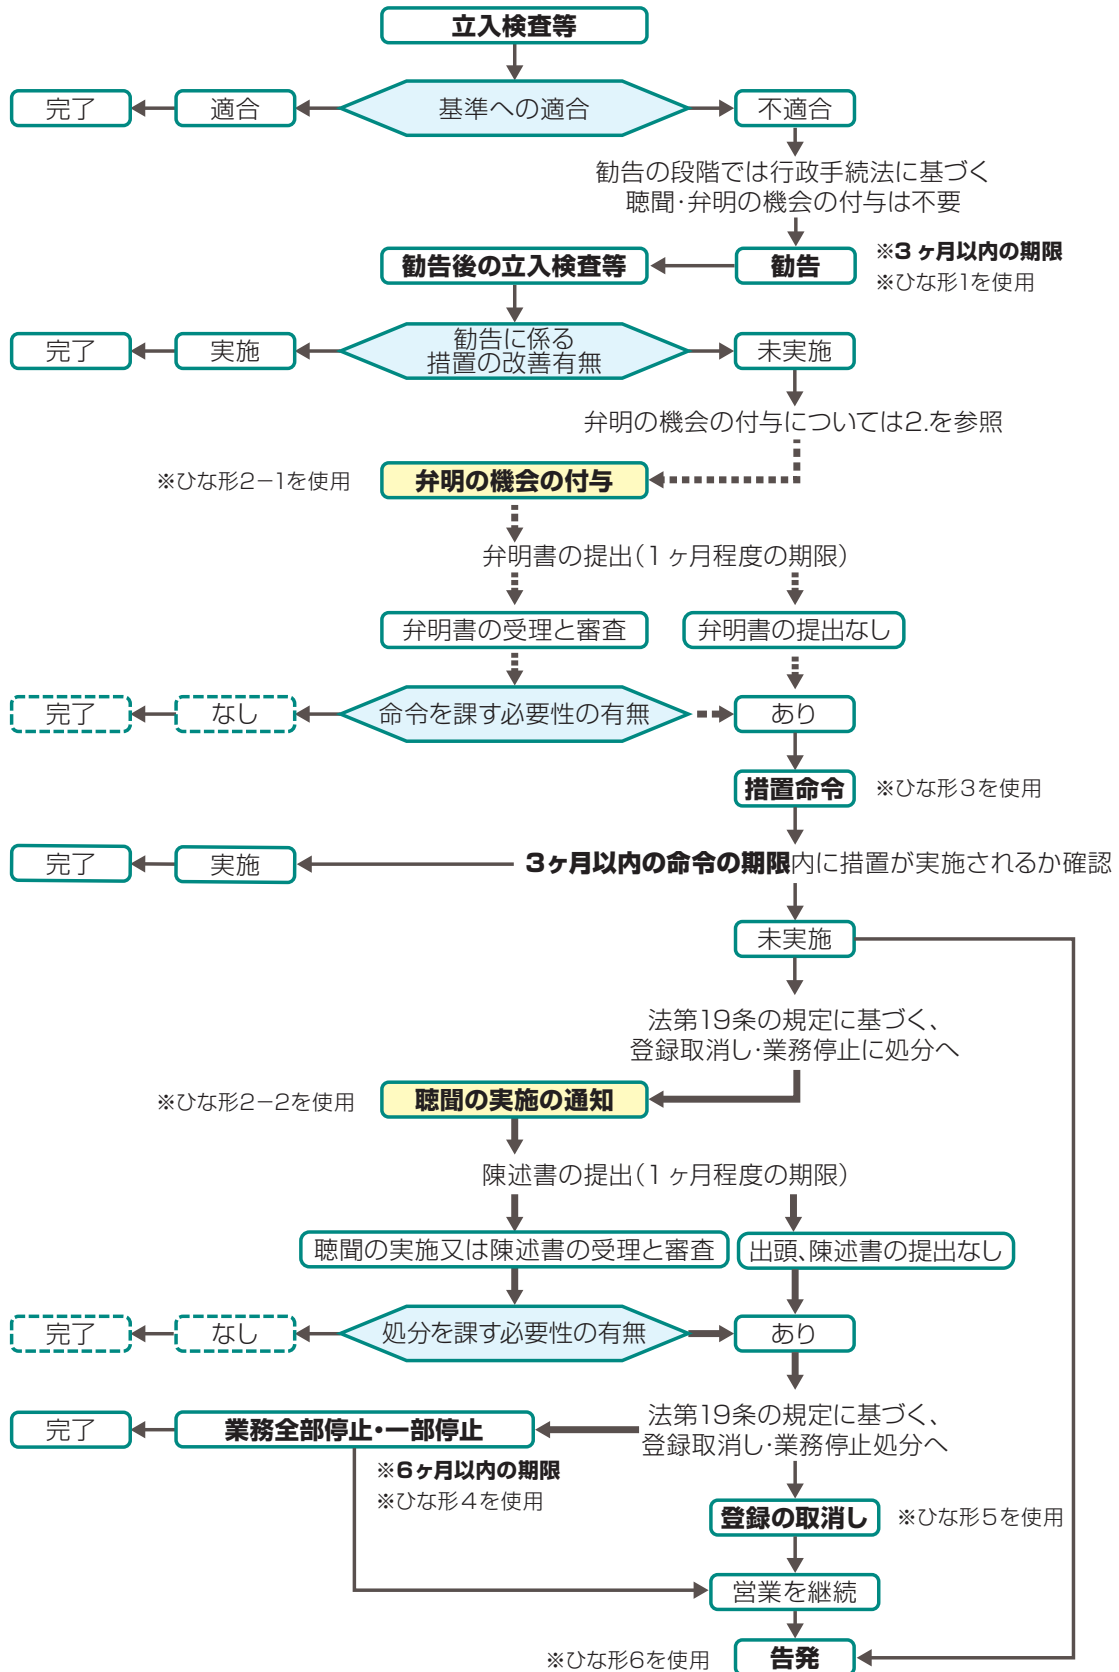 立入検査等
完了
適合
基準への適合
不適合
勧告の段階では行政手続法に基づく
聴聞・弁明の機会の付与は不要
勧告後の立入検査等
勧告
※3ヶ月以内の期限
※ひな形1を使用
完了
実施
勧告に係る
措置の改善有無
未実施
弁明の機会の付与については2.を参照
※ひな形2－1を使用
弁明の機会の付与
弁明書の提出（1ヶ月程度の期限）
弁明書の受理と審査
弁明書の提出なし
完了
なし
命令を課す必要性の有無
あり
措置命令
※ひな形3を使用
完了
実施
3ヶ月以内の命令の期限内に措置が実施されるか確認
未実施
法第19条の規定に基づく、
登録取消し・業務停止に処分へ
※ひな形2－2を使用
聴聞の実施の通知
陳述書の提出（1ヶ月程度の期限）
聴聞の実施又は陳述書の受理と審査
出頭、陳述書の提出なし
完了
なし
処分を課す必要性の有無
あり
完了
業務全部停止・一部停止
法第19条の規定に基づく、
登録取消し・業務停止処分へ
※6ヶ月以内の期限
※ひな形4を使用
登録の取消し
※ひな形5を使用
営業を継続
※ひな形6を使用
告発